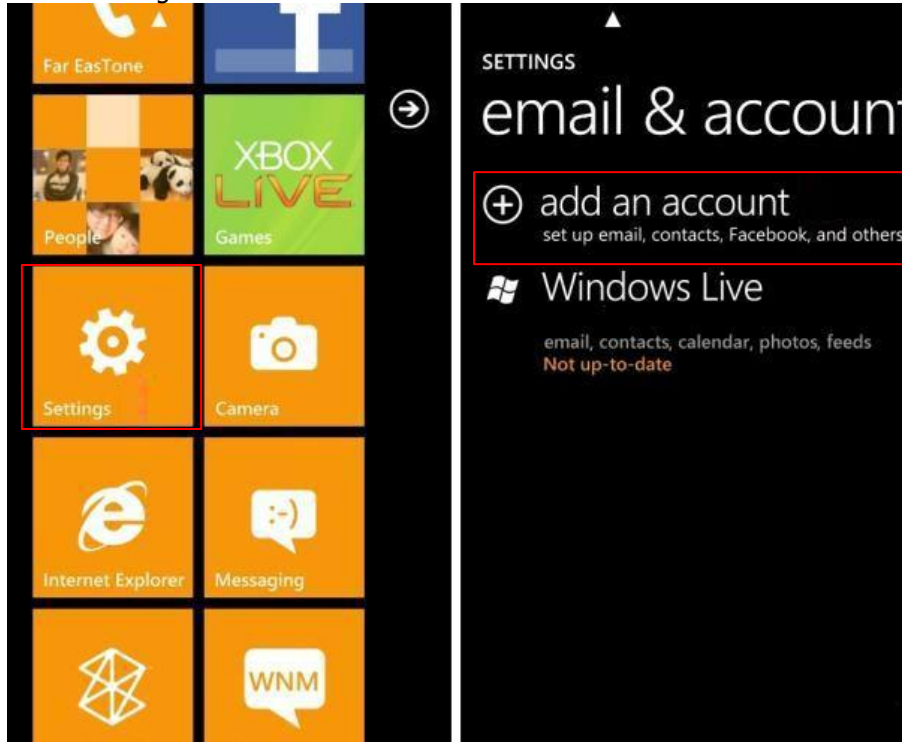 Far EasTone
People
XBOX
LIVE
Games
Settings
Camera
Internet Explorer
:-)
Messaging
WNM
SETTINGS
email & account
add an account
set up email, contacts, Facebook, and others
Windows Live
email, contacts, calendar, photos, feeds
Not up-to-date